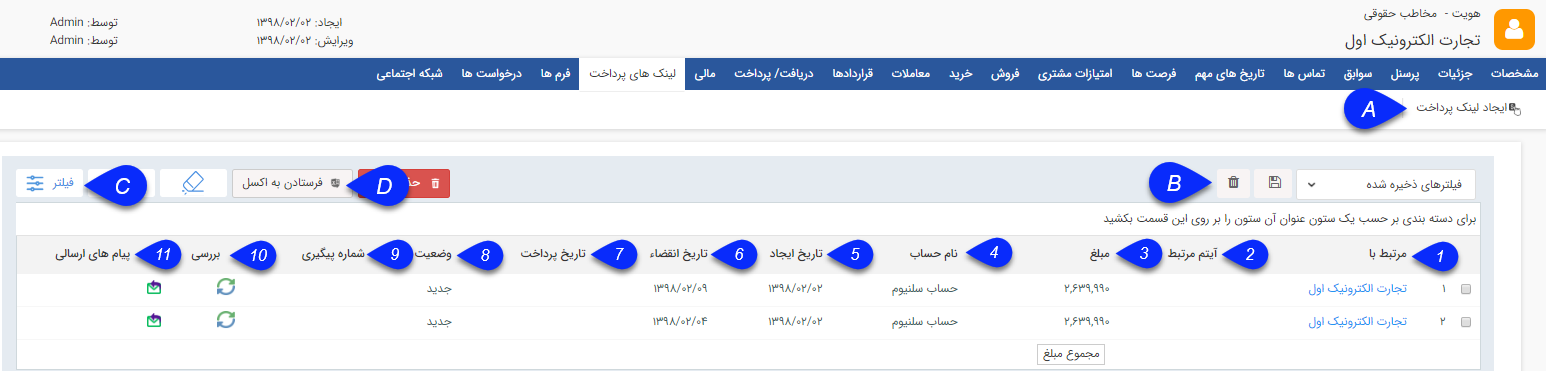 هویت - مخاطب حقوقی
تجارت الکترونیک اول
ایجاد: ۱۳۹۸/۰۲/۰۲ توسط: Admin
ویرایش: ۱۳۹۸/۰۲/۰۲ توسط: Admin
مشخصات جزئیات پرسنل سوابق تماس ها تاریخ های مهم فرصت ها امتیازات مشتری فروش خرید معاملات قراردادها دریافت/ پرداخت مالی لینک های پرداخت فرم ها درخواست ها شبکه اجتماعی
ایجاد لینک پرداخت A
فیلترهای ذخیره شده B حذ D فرستادن به اکسل C فیلتر
برای دسته بندی بر حسب یک ستون عنوان آن ستون را بر روی این قسمت بکشید
مرتبط با 1 آیتم مرتبط 2 مبلغ 3 نام حساب 4 تاریخ ایجاد 5 تاریخ انقضاء 6 تاریخ پرداخت 7 وضعیت 8 شماره پیگیری 9 بررسی 10 پیام های ارسالی 11
۱ تجارت الکترونیک اول ۲,۶۳۹,۹۹۰ حساب سلنیوم ۱۳۹۸/۰۲/۰۲ ۱۳۹۸/۰۲/۰۹ جدید
۲ تجارت الکترونیک اول ۲,۶۳۹,۹۹۰ حساب سلنیوم ۱۳۹۸/۰۲/۰۲ ۱۳۹۸/۰۲/۰۴ جدید
مجموع مبلغ